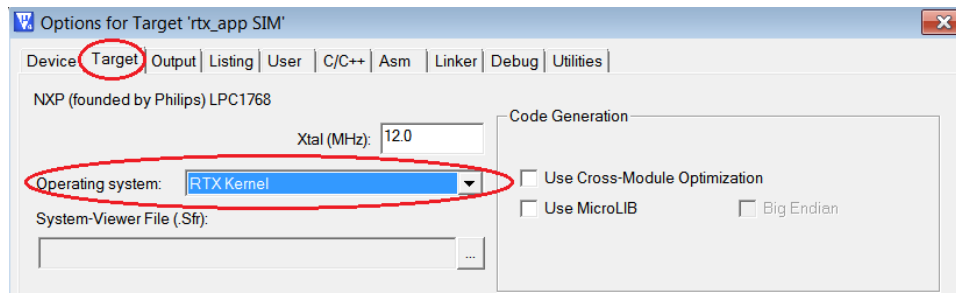 Options for Target 'rtx_app SIM'
Device Target Output Listing User C/C++ Asm Linker Debug Utilities
NXP (founded by Philips) LPC1768
Code Generation
Xtal (MHz): 12.0
Operating system: RTX Kernel
Use Cross-Module Optimization
System-Viewer File (.Sfr):
Use MicroLIB Big Endian
...